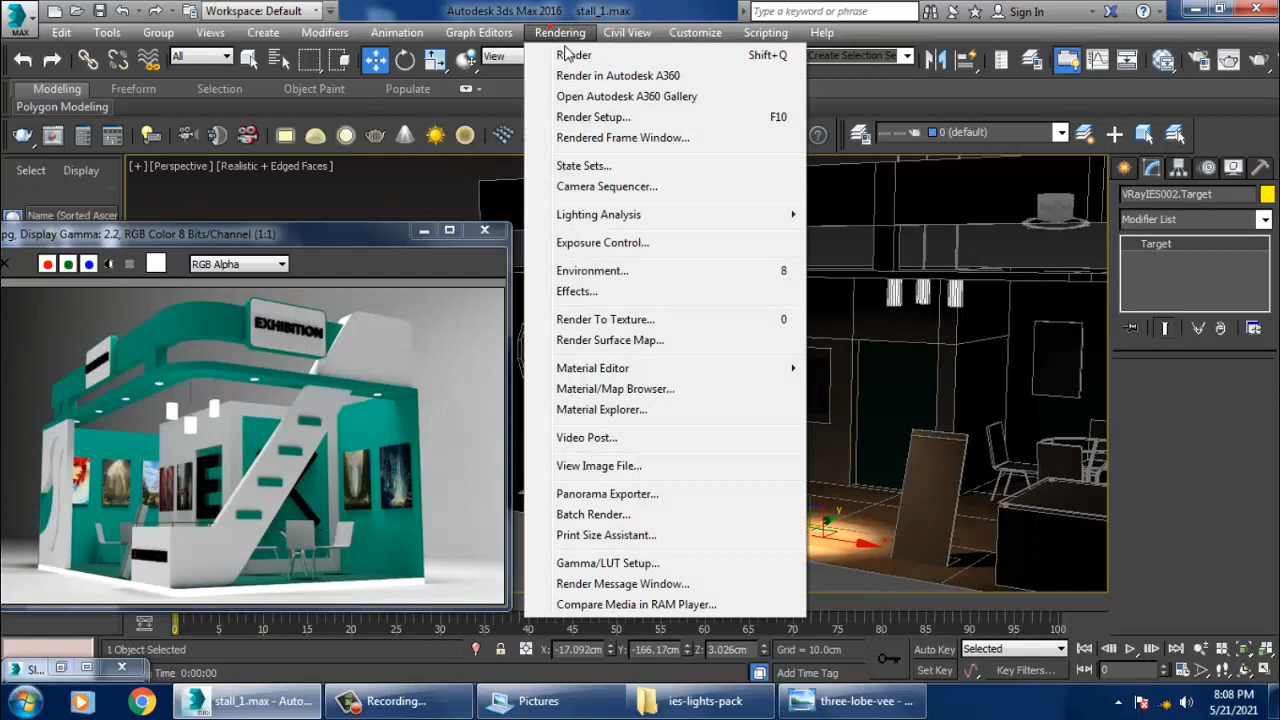 MAX
Workspace: Default
Autodesk 3ds Max 2016 stall_1.max
Type a keyword or phrase
Sign In
Edit Tools Group Views Create Modifiers Animation Graph Editors Rendering Civil View Customize Scripting Help
All
View
Create Selection Se
Modeling Freeform Selection Object Paint Populate
Polygon Modeling
0 (default)
Select Display
[+] [Perspective] [Realistic + Edged Faces]
Name (Sorted Ascen
pg, Display Gamma: 2.2, RGB Color 8 Bits/Channel (1:1)
RGB Alpha
EXHIBITION
Render Shift+Q
Render in Autodesk A360
Open Autodesk A360 Gallery
Render Setup... F10
Rendered Frame Window...
State Sets...
Camera Sequencer...
Lighting Analysis
Exposure Control...
Environment... 8
Effects...
Render To Texture... 0
Render Surface Map...
Material Editor
Material/Map Browser...
Material Explorer...
Video Post...
View Image File...
Panorama Exporter...
Batch Render...
Print Size Assistant...
Gamma/LUT Setup...
Render Message Window...
Compare Media in RAM Player...
VRayIES002.Target
Modifier List
Target
y
0 5 10 15 20 25 30 35 40 45 50 55 60 65 70 75 80 85 90 95 100
1 Object Selected
X: -17.092cm Y: -166.17cm Z: 3.026cm Grid = 10.0cm
Auto Key Selected
Sl...
Time 0:00:00
Add Time Tag
Set Key Key Filters...
0
stall_1.max - Auto... Recording... Pictures ies-lights-pack three-lobe-vee - ...
8:08 PM
5/21/2021